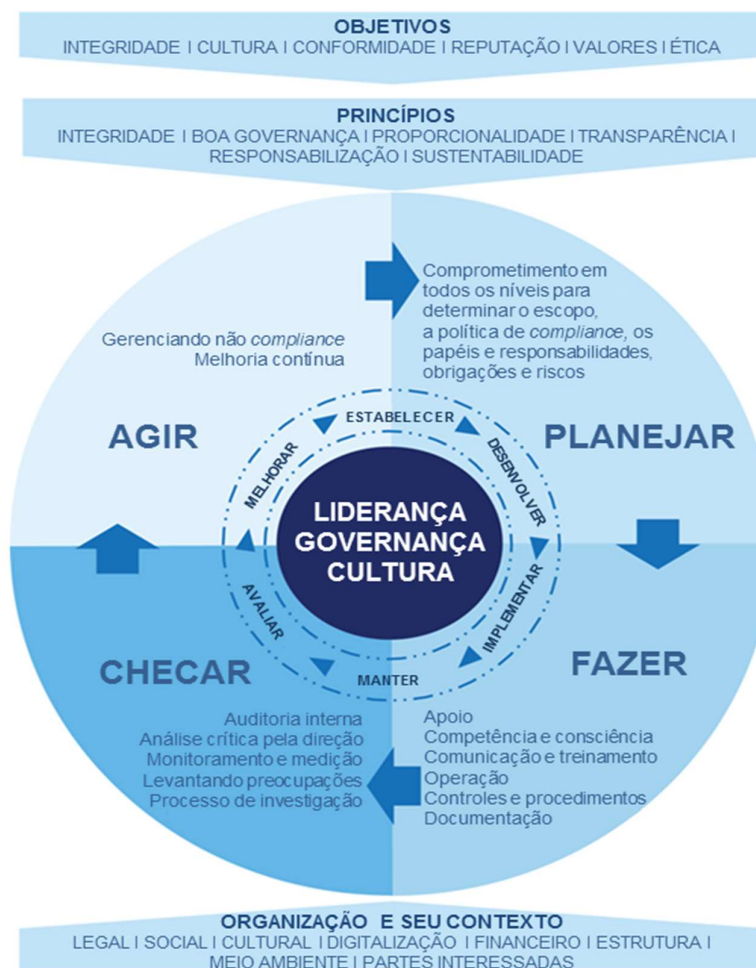 OBJETIVOS
INTEGRIDADE I CULTURA I CONFORMIDADE I REPUTAÇÃO I VALORES I ÉTICA
PRINCÍPIOS
INTEGRIDADE I BOA GOVERNANÇA I PROPORCIONALIDADE I TRANSPARÊNCIA I
RESPONSABILIZAÇÃO I SUSTENTABILIDADE
Gerenciando não compliance
Melhoria contínua
AGIR
Comprometimento em
todos os níveis para
determinar o escopo,
a política de compliance, os
papéis e responsabilidades,
obrigações e riscos
PLANEJAR
ESTABELECER
DESENVOLVER
IMPLEMENTAR
MANTER
AVALIAR
MELHORAR
LIDERANÇA
GOVERNANÇA
CULTURA
CHECAR
Auditoria interna
Análise crítica pela direção
Monitoramento e medição
Levantando preocupações
Processo de investigação
FAZER
Apoio
Competência e consciência
Comunicação e treinamento
Operação
Controles e procedimentos
Documentação
ORGANIZAÇÃO E SEU CONTEXTO
LEGAL I SOCIAL I CULTURAL I DIGITALIZAÇÃO I FINANCEIRO I ESTRUTURA I
MEIO AMBIENTE I PARTES INTERESSADAS